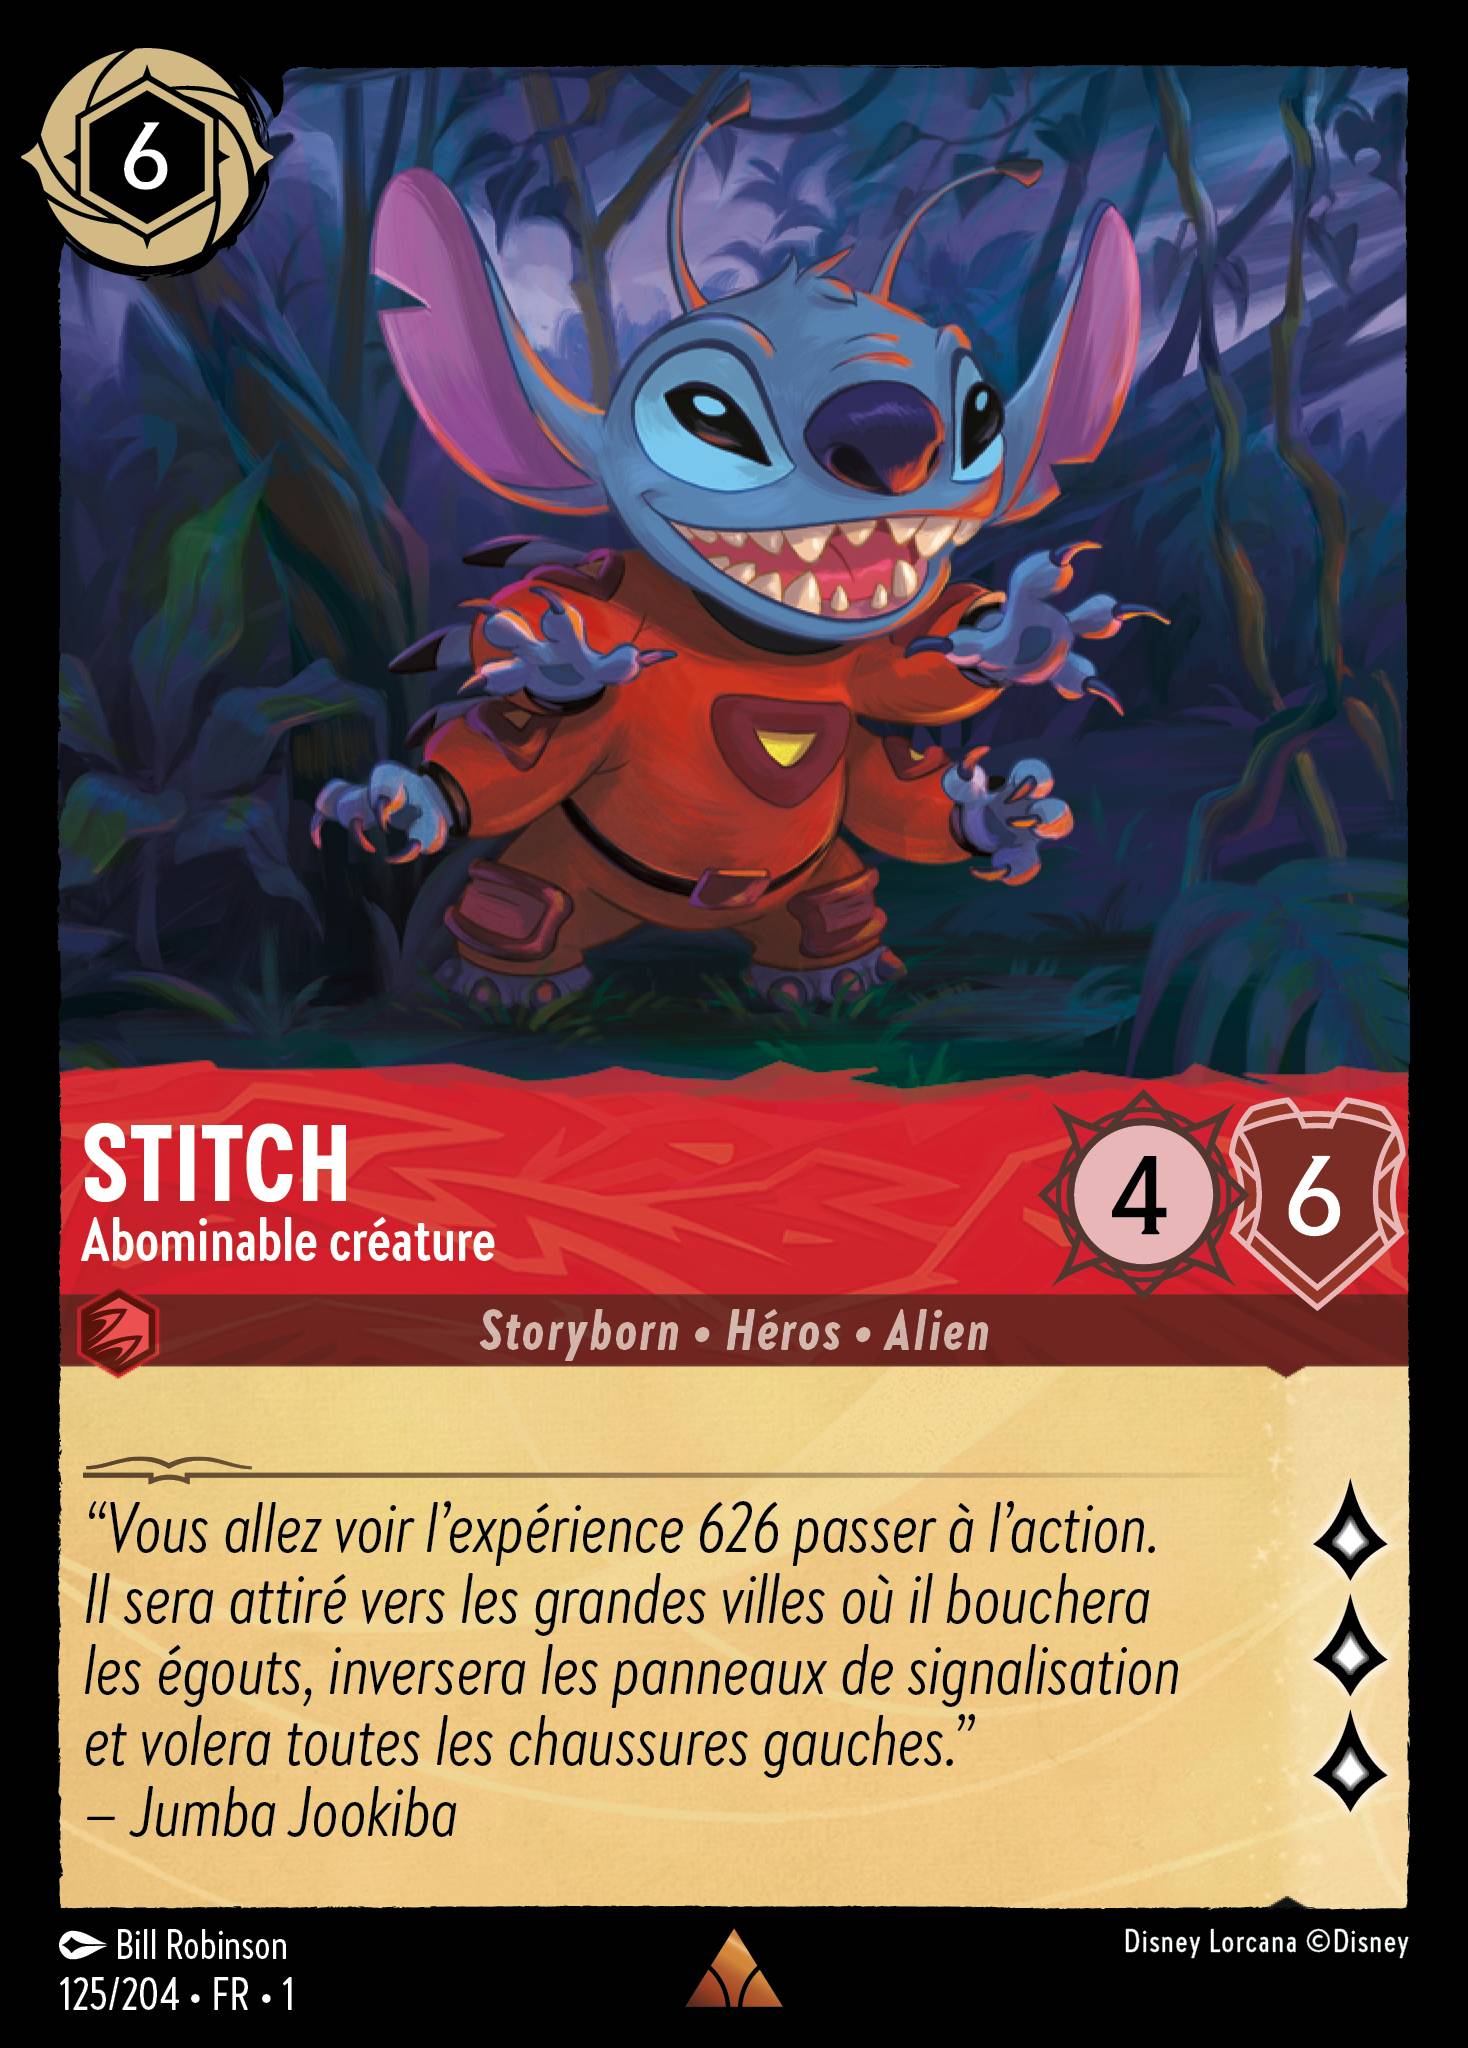 6
STITCH
Abominable créature
4
6
Storyborn • Héros • Alien
“Vous allez voir l’expérience 626 passer à l’action.
Il sera attiré vers les grandes villes où il bouchera
les égouts, inversera les panneaux de signalisation
et volera toutes les chaussures gauches.”
– Jumba Jookiba
Bill Robinson
Disney Lorcana ©Disney
125/204 • FR • 1